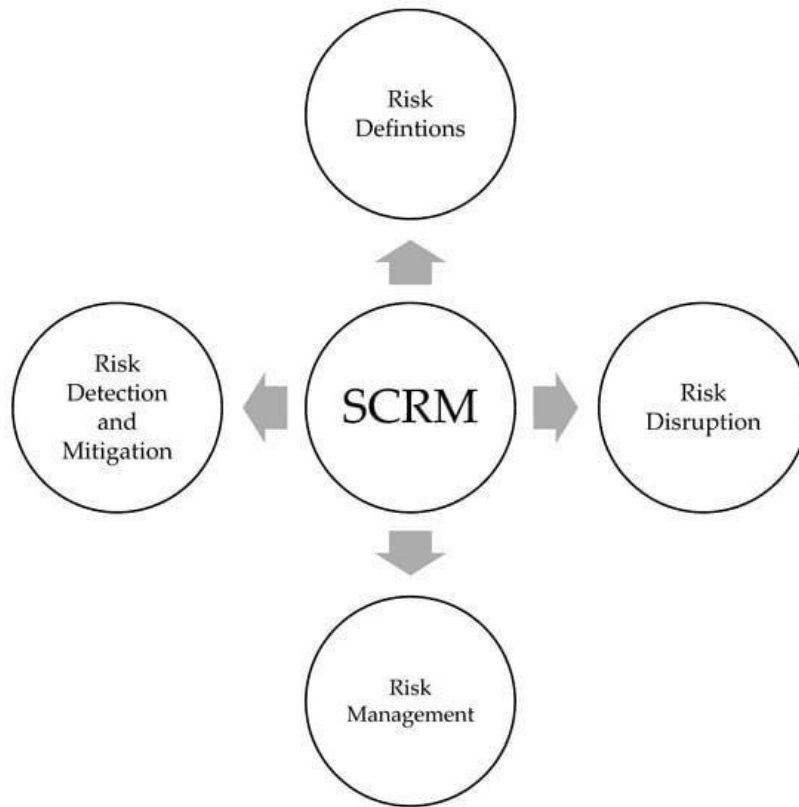 Risk
Defintions
Risk
Detection
and
Mitigation
SCRM
Risk
Disruption
Risk
Management